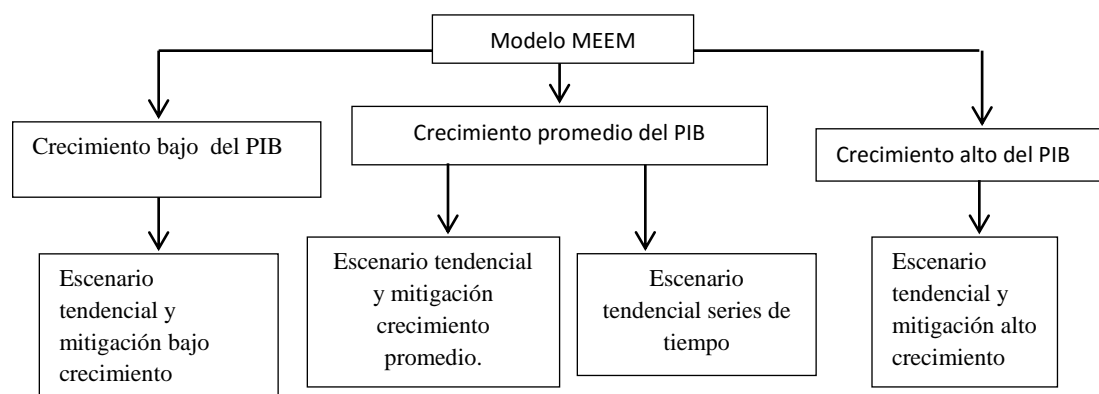 Modelo MEEM
Crecimiento bajo del PIB
Crecimiento promedio del PIB
Crecimiento alto del PIB
Escenario
tendencial y
mitigación bajo
crecimiento
Escenario tendencial
y mitigación
crecimiento
promedio.
Escenario
tendencial series de
tiempo
Escenario
tendencial y
mitigación alto
crecimiento